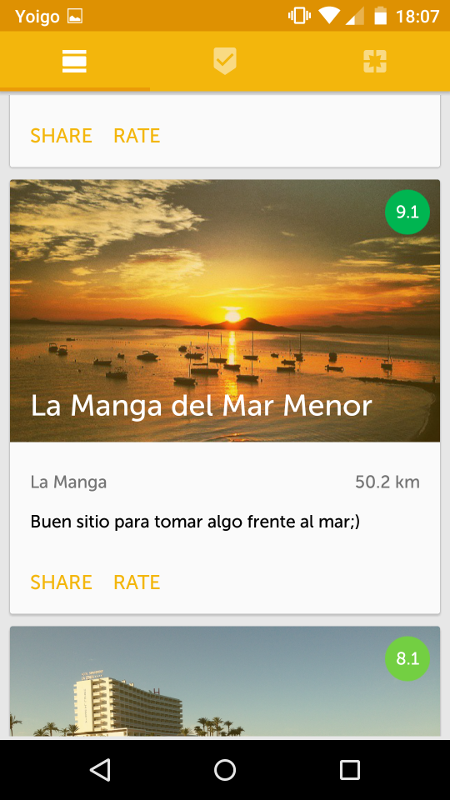 Yoigo 18:07
SHARE RATE
9.1
La Manga del Mar Menor
La Manga 50.2 km
Buen sitio para tomar algo frente al mar;)
SHARE RATE
8.1